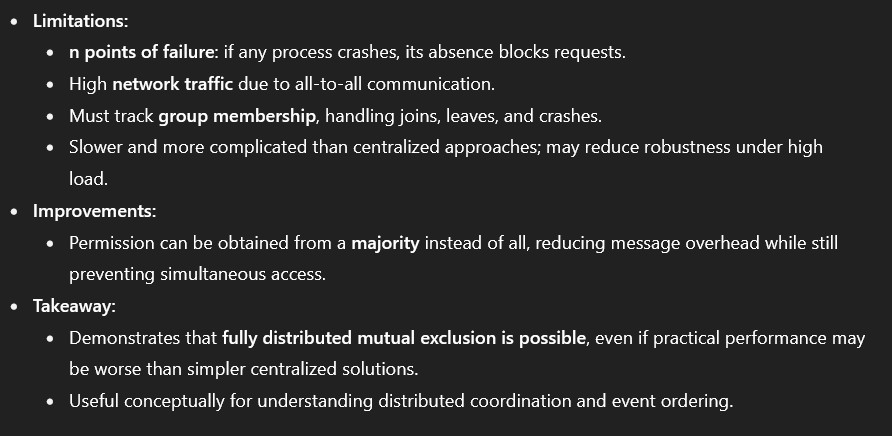 Limitations:
n points of failure: if any process crashes, its absence blocks requests.
High network traffic due to all-to-all communication.
Must track group membership, handling joins, leaves, and crashes.
Slower and more complicated than centralized approaches; may reduce robustness under high
load.
Improvements:
Permission can be obtained from a majority instead of all, reducing message overhead while still
preventing simultaneous access.
Takeaway:
Demonstrates that fully distributed mutual exclusion is possible, even if practical performance may
be worse than simpler centralized solutions.
Useful conceptually for understanding distributed coordination and event ordering.